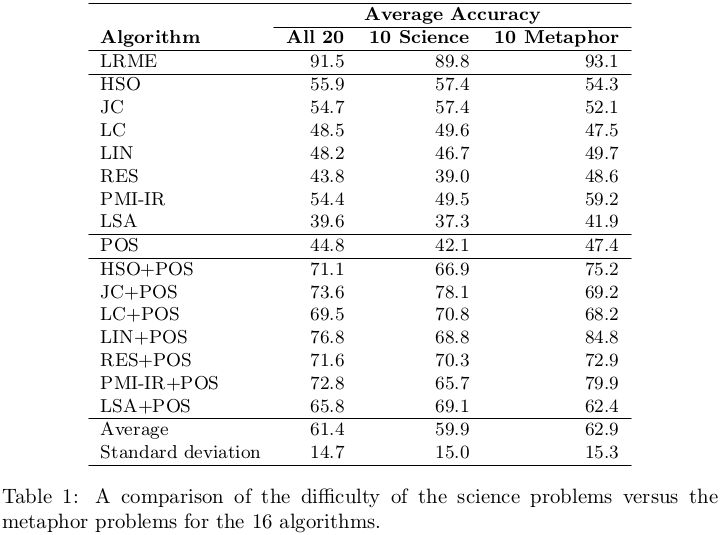 Average Accuracy
Algorithm All 20 10 Science 10 Metaphor
LRME 91.5 89.8 93.1
HSO 55.9 57.4 54.3
JC 54.7 57.4 52.1
LC 48.5 49.6 47.5
LIN 48.2 46.7 49.7
RES 43.8 39.0 48.6
PMI-IR 54.4 49.5 59.2
LSA 39.6 37.3 41.9
POS 44.8 42.1 47.4
HSO+POS 71.1 66.9 75.2
JC+POS 73.6 78.1 69.2
LC+POS 69.5 70.8 68.2
LIN+POS 76.8 68.8 84.8
RES+POS 71.6 70.3 72.9
PMI-IR+POS 72.8 65.7 79.9
LSA+POS 65.8 69.1 62.4
Average 61.4 59.9 62.9
Standard deviation 14.7 15.0 15.3
Table 1: A comparison of the difficulty of the science problems versus the
metaphor problems for the 16 algorithms.